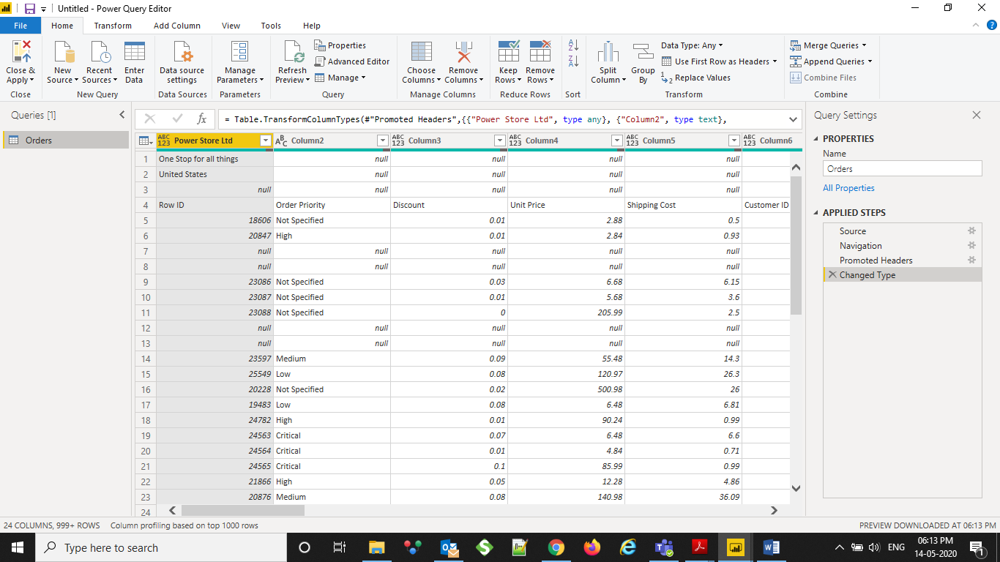 Untitled - Power Query Editor
File Home Transform Add Column View Tools Help
Close & Apply
Close
New Source
Recent Sources
Enter Data
New Query
Data source settings
Data Sources
Manage Parameters
Parameters
Refresh Preview
Properties
Advanced Editor
Manage
Query
Choose Columns
Remove Columns
Manage Columns
Keep Rows
Remove Rows
Reduce Rows
Sort
Split Column
Group By
Data Type: Any
Use First Row as Headers
Replace Values
Transform
Merge Queries
Append Queries
Combine Files
Combine
Queries [1]
Orders
= Table.TransformColumnTypes(#"Promoted Headers",{{"Power Store Ltd", type any}, {"Column2", type text},
Power Store Ltd Column2 Column3 Column4 Column5 Column6
1 One Stop for all things null null null null
2 United States null null null null
3 null null null null null
4 Row ID Order Priority Discount Unit Price Shipping Cost Customer ID
5 18606 Not Specified 0.01 2.88 0.5
6 20847 High 0.01 2.84 0.93
7 null null null null null
8 null null null null null
9 23086 Not Specified 0.03 6.68 6.15
10 23087 Not Specified 0.01 5.68 3.6
11 23088 Not Specified 0 205.99 2.5
12 null null null null null
13 null null null null null
14 23597 Medium 0.09 55.48 14.3
15 25549 Low 0.08 120.97 26.3
16 20228 Not Specified 0.02 500.98 26
17 19483 Low 0.08 6.48 6.81
18 24782 High 0.01 90.24 0.99
19 24563 Critical 0.07 6.48 6.6
20 24564 Critical 0.01 4.84 0.71
21 24565 Critical 0.1 85.99 0.99
22 21866 High 0.05 12.28 4.86
23 20876 Medium 0.08 140.98 36.09
24
Query Settings
PROPERTIES
Name
Orders
All Properties
APPLIED STEPS
Source
Navigation
Promoted Headers
Changed Type
24 COLUMNS, 999+ ROWS Column profiling based on top 1000 rows
PREVIEW DOWNLOADED AT 06:13 PM
Type here to search
ENG
06:13 PM
14-05-2020